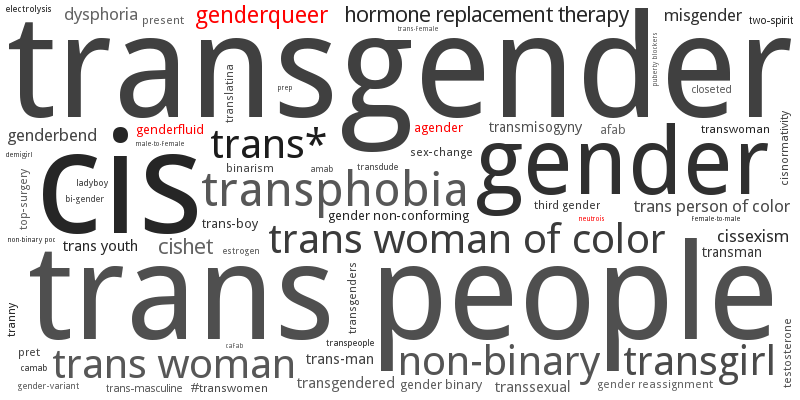 electrolysis
dysphoria
present
genderqueer
hormone replacement therapy
misgender
two-spirit
trans-Female
transgender
translatina
prep
puberty blockers
closeted
genderbend
genderfluid
trans*
agender
transmisogyny
afab
transwoman
cisnormativity
male-to-Female
demigirl
cis
gender
sex-change
binarism
amab
transdude
top-surgery
ladyboy
bi-gender
transphobia
third gender
trans person of color
gender non-conforming
neutrois
Female-to-male
trans-boy
non-binary poc
trans youth
cishet
estrogen
trans woman of color
cissexism
transman
trans people
transgenders
tranny
cafab
transpeople
testosterone
pret
camab
trans woman
trans-man
non-binary
transgirl
gender-variant
trans-masculine
#transwomen
transgendered
gender binary
transsexual
gender reassignment